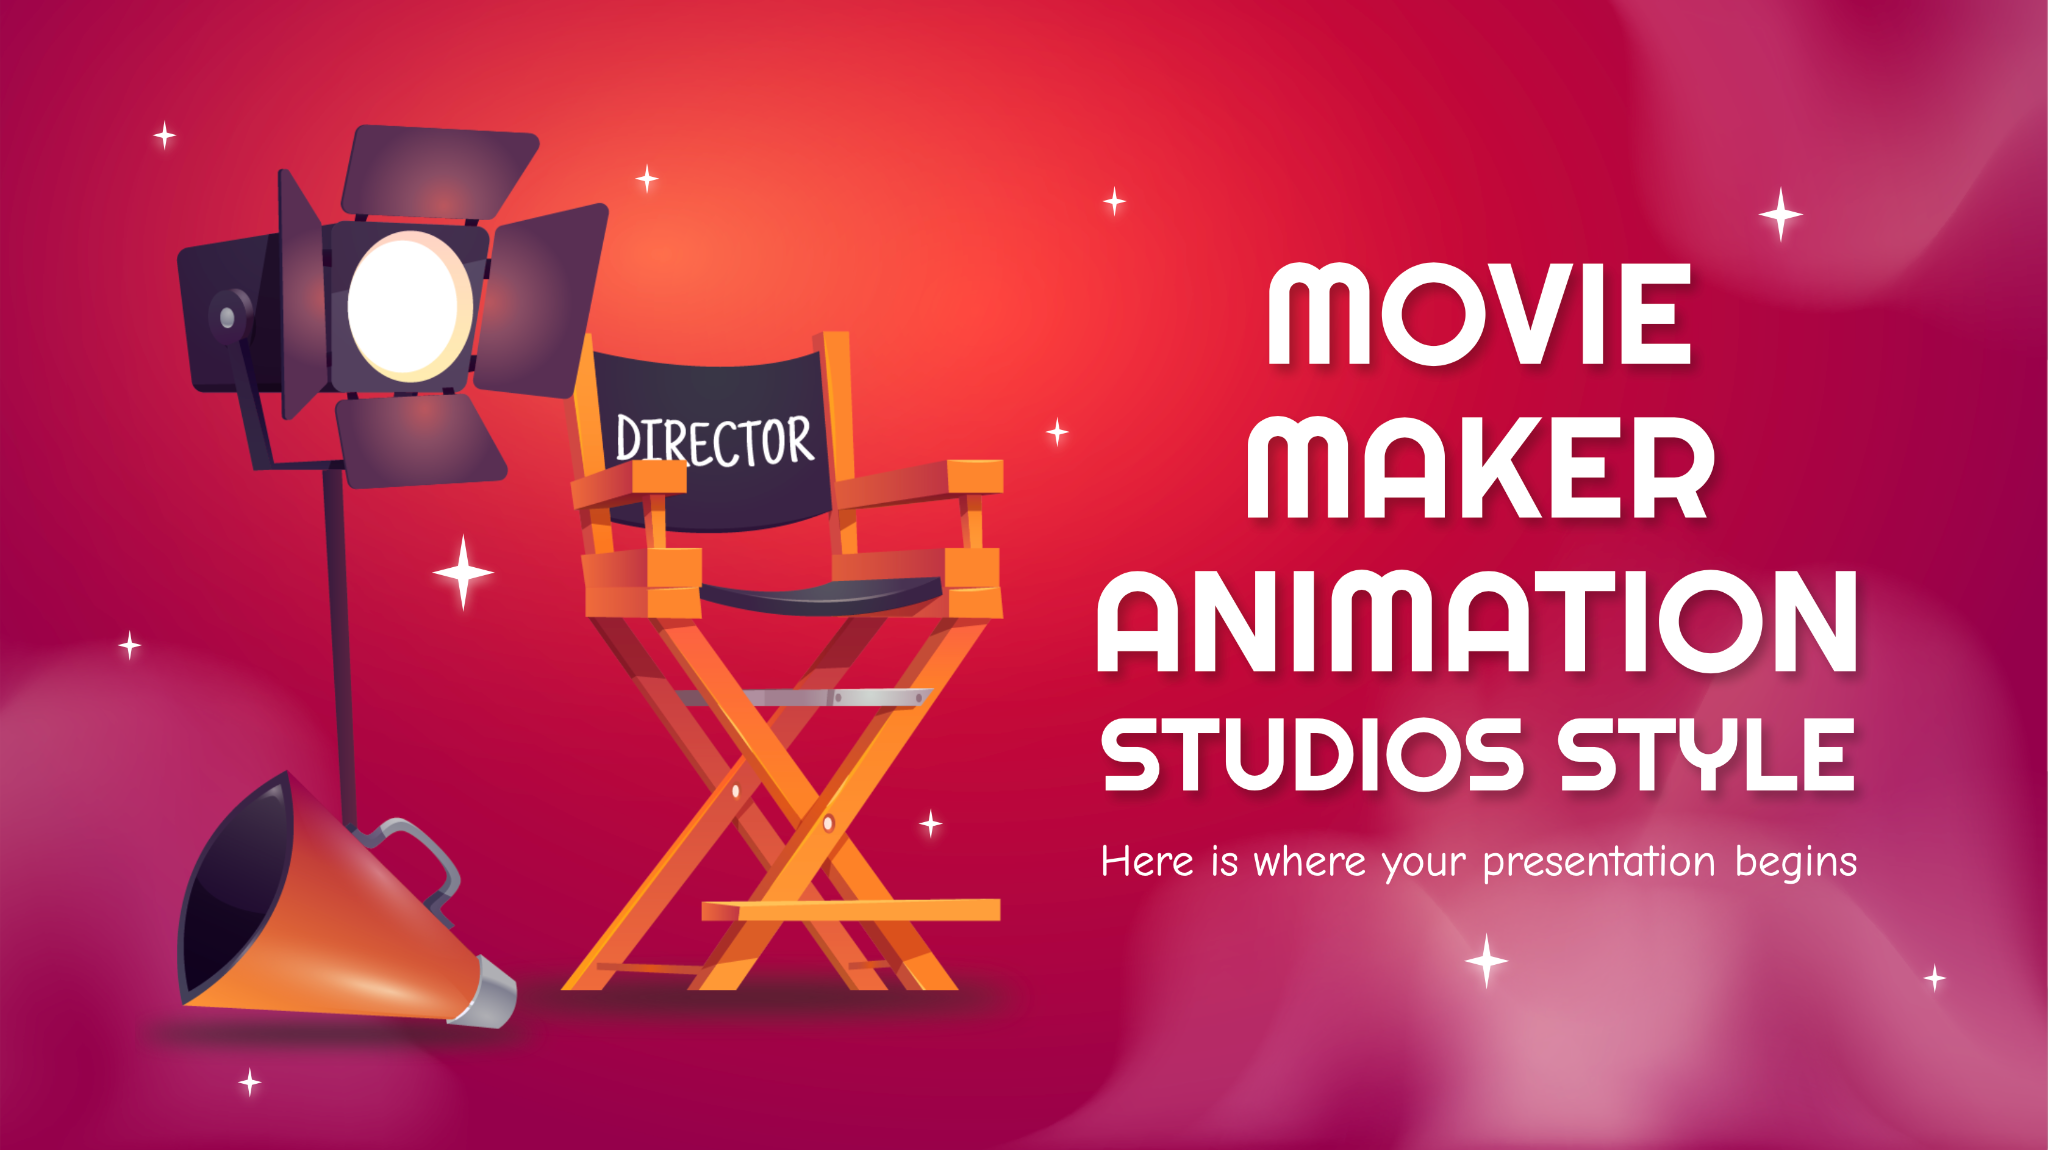 DIRECTOR
MOVIE
MAKER
ANIMATION
STUDIOS STYLE
Here is where your presentation begins